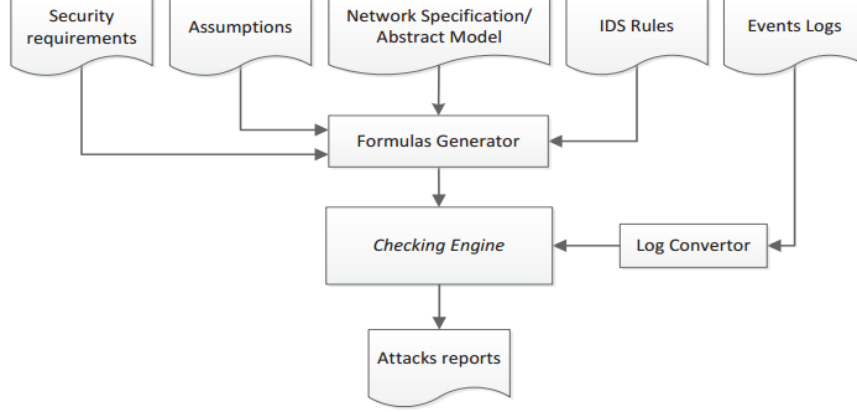 Security
requirements
Assumptions
Network Specification/
Abstract Model
IDS Rules
Events Logs
Formulas Generator
Checking Engine
Log Convertor
Attacks reports